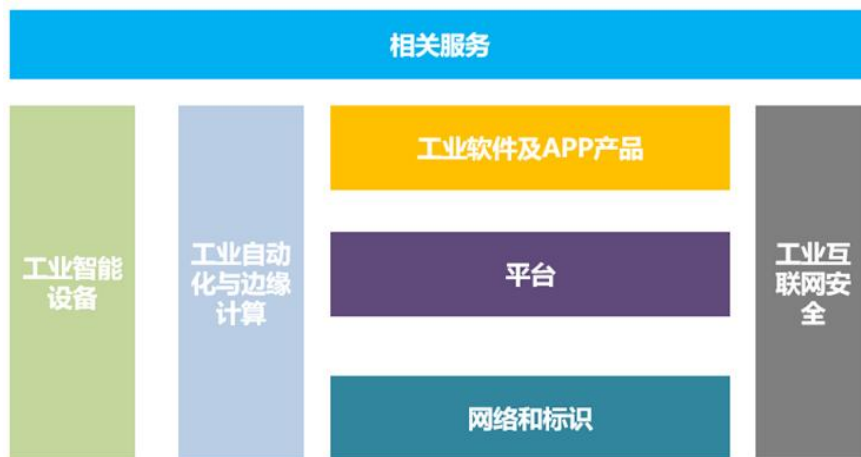 相关服务
工业智能
设备
工业自动
化与边缘
计算
工业软件及APP产品
平台
网络和标识
工业互
联网安
全